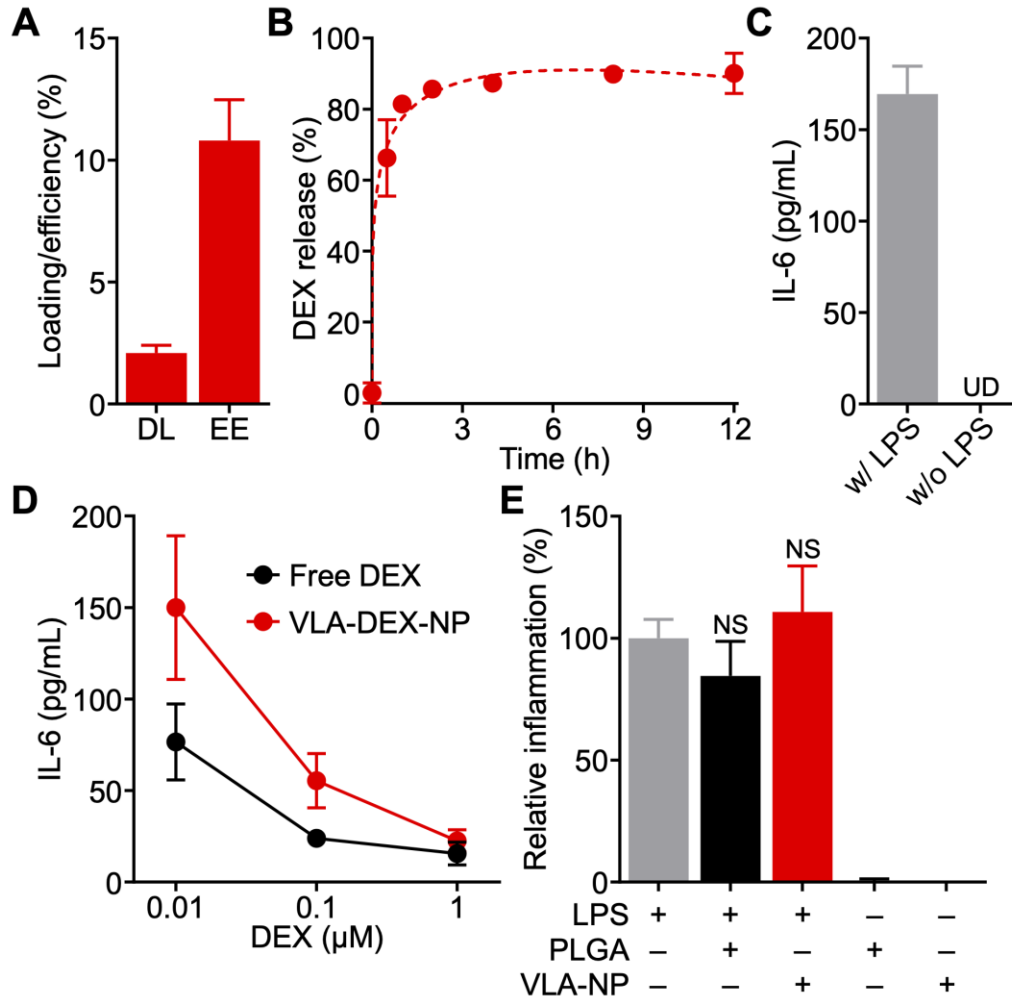 A
Loading/efficiency (%)
15
10
5
0
DL EE
B
DEX release (%)
100
80
60
40
20
0
0 3 6 9 12
Time (h)
C
IL-6 (pg/mL)
200
150
100
50
0
UD
w/ LPS
w/o LPS
D
IL-6 (pg/mL)
200
150
100
50
0
Free DEX
VLA-DEX-NP
0.01 0.1 1
DEX (µM)
E
Relative inflammation (%)
150
100
50
0
NS
NS
LPS + + + – –
PLGA – + – + –
VLA-NP – – + – +